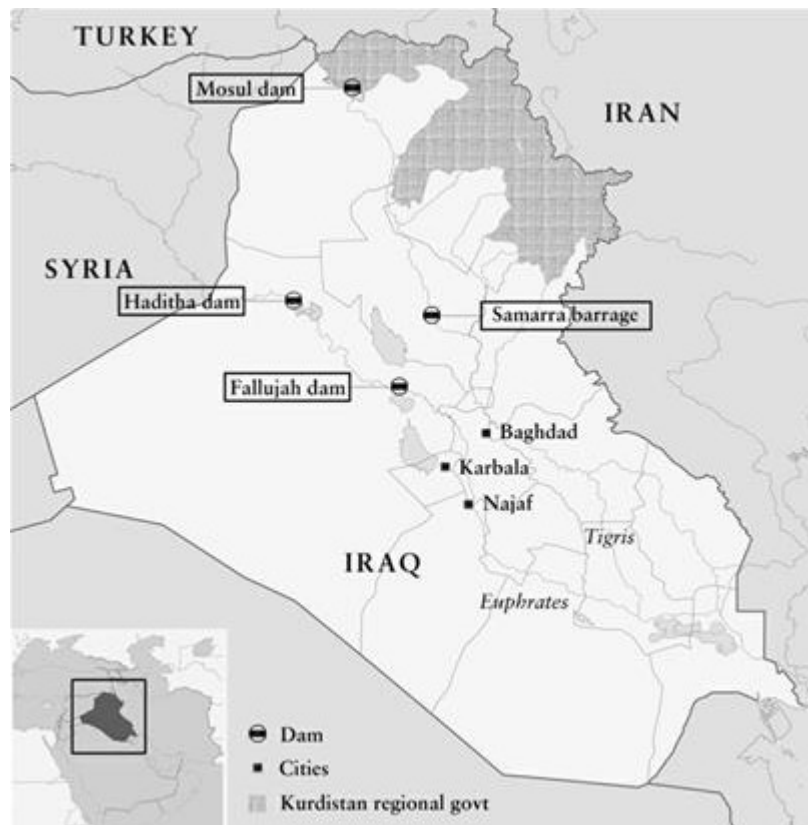 TURKEY
Mosul dam
IRAN
SYRIA
Haditha dam
Samarra barrage
Fallujah dam
Baghdad
Karbala
Najaf
Tigris
IRAQ
Euphrates
Dam
Cities
Kurdistan regional govt